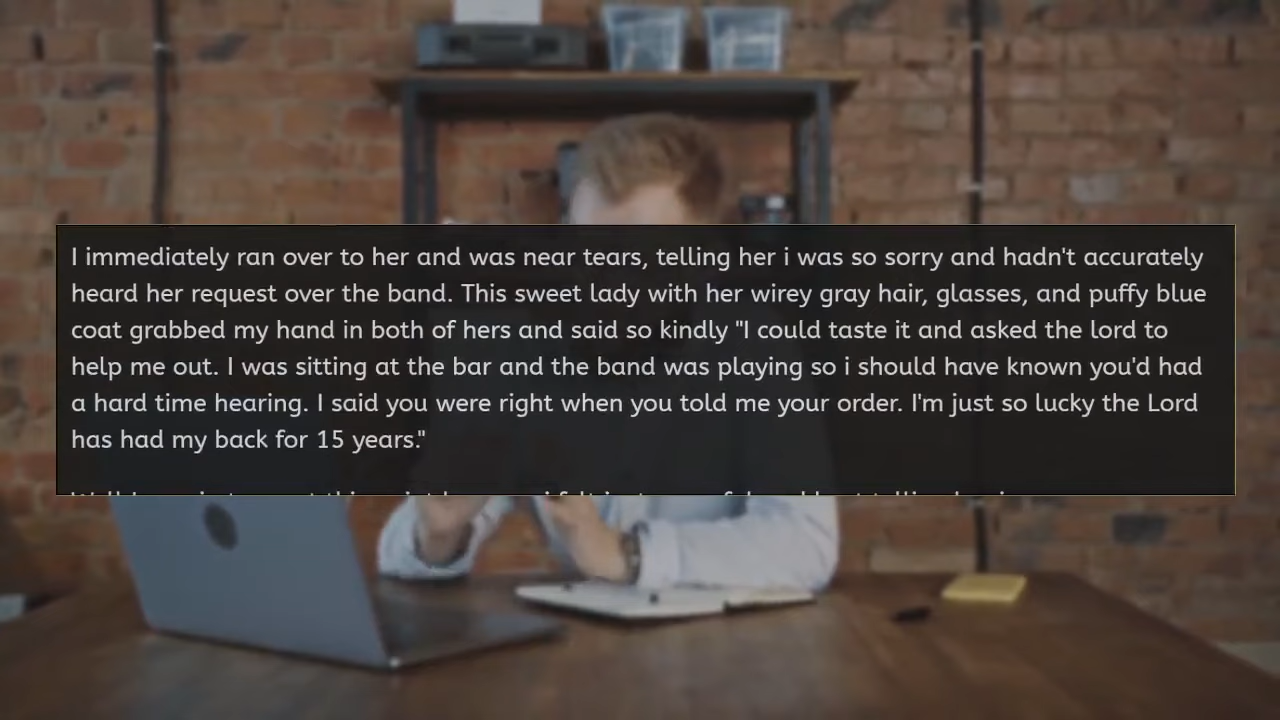 I immediately ran over to her and was near tears, telling her i was so sorry and hadn't accurately
heard her request over the band. This sweet lady with her wirey gray hair, glasses, and puffy blue
coat grabbed my hand in both of hers and said so kindly "I could taste it and asked the lord to
help me out. I was sitting at the bar and the band was playing so i should have known you'd had
a hard time hearing. I said you were right when you told me your order. I'm just so lucky the Lord
has had my back for 15 years."